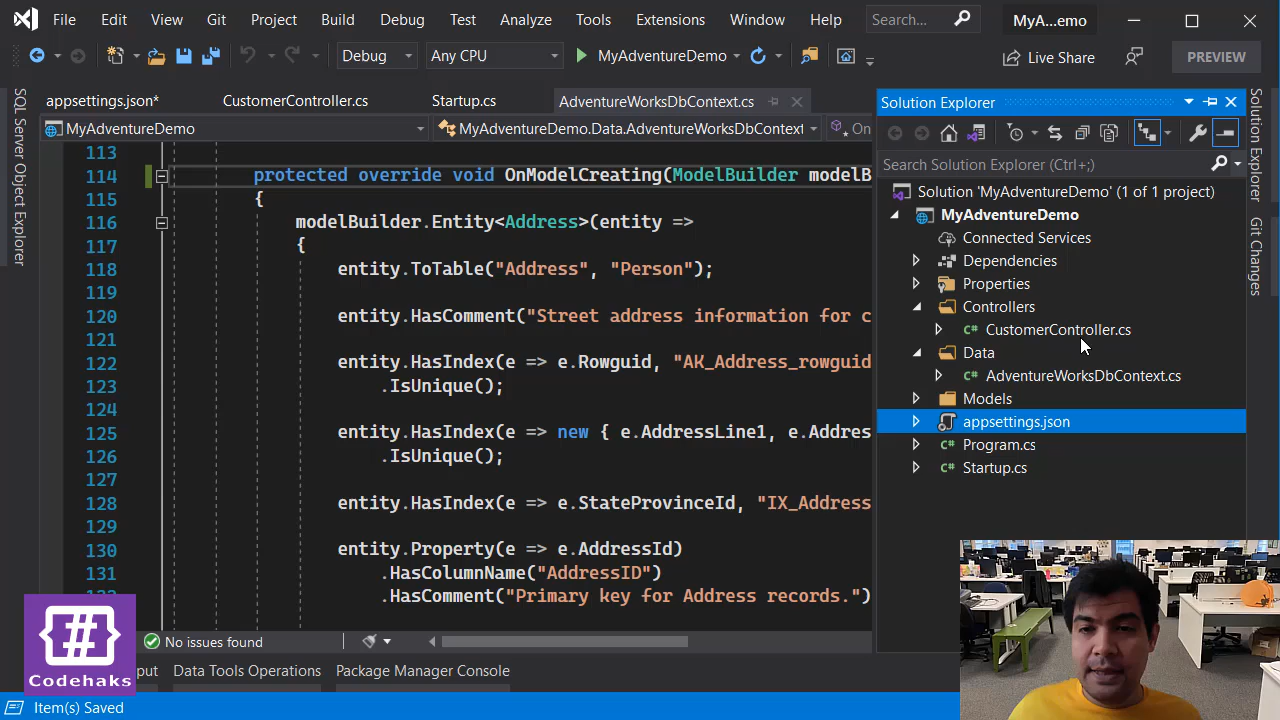 File Edit View Git Project Build Debug Test Analyze Tools Extensions Window Help Search... MyA...emo
Debug Any CPU MyAdventureDemo Live Share PREVIEW
SQL Server Object Explorer
appsettings.json* CustomerController.cs Startup.cs AdventureWorksDbContext.cs
MyAdventureDemo MyAdventureDemo.Data.AdventureWorksDbContext On
113
114 protected override void OnModelCreating(ModelBuilder modelB
115 {
116 modelBuilder.Entity<Address>(entity =>
117 {
118 entity.ToTable("Address", "Person");
119
120 entity.HasComment("Street address information for c
121
122 entity.HasIndex(e => e.Rowguid, "AK_Address_rowguid
123 .IsUnique();
124
125 entity.HasIndex(e => new { e.AddressLine1, e.Addres
126 .IsUnique();
127
128 entity.HasIndex(e => e.StateProvinceId, "IX_Address
129
130 entity.Property(e => e.AddressId)
131 .HasColumnName("AddressID")
.HasComment("Primary key for Address records.")
No issues found
put Data Tools Operations Package Manager Console
Item(s) Saved
#
Codehaks
Solution Explorer
Search Solution Explorer (Ctrl+;)
Solution 'MyAdventureDemo' (1 of 1 project)
MyAdventureDemo
Connected Services
Dependencies
Properties
Controllers
C# CustomerController.cs
Data
C# AdventureWorksDbContext.cs
Models
appsettings.json
C# Program.cs
C# Startup.cs
Solution Explorer
Git Changes